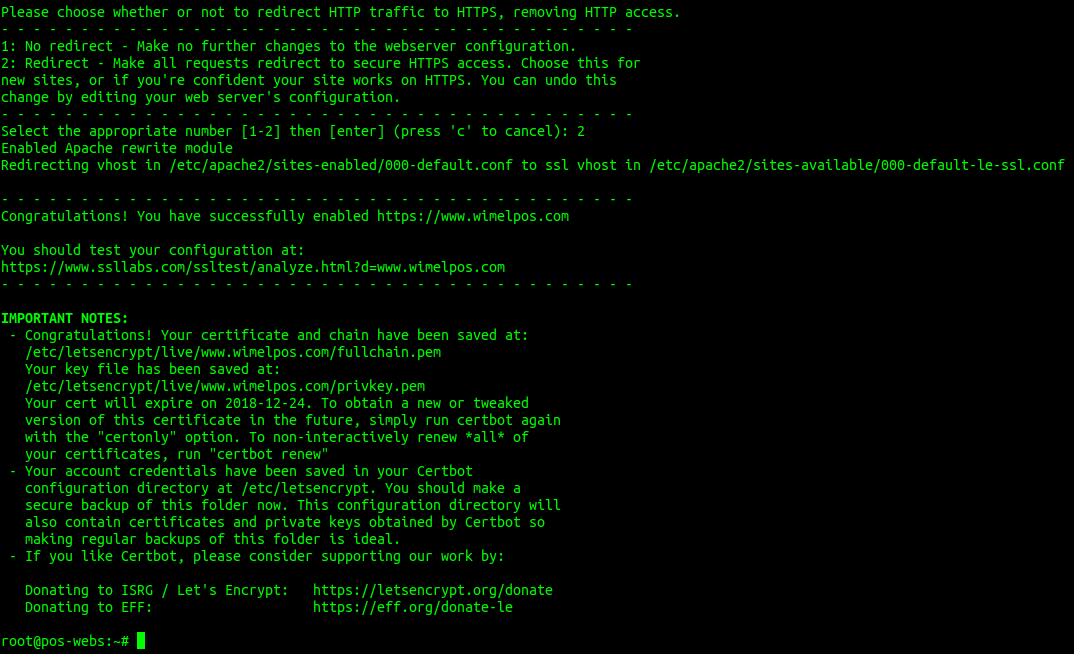 Please choose whether or not to redirect HTTP traffic to HTTPS, removing HTTP access.
- - - - - - - - - - - - - - - - - - - - - - - - - - - - - - - - - - - - - - - -
1: No redirect - Make no further changes to the webserver configuration.
2: Redirect - Make all requests redirect to secure HTTPS access. Choose this for
new sites, or if you're confident your site works on HTTPS. You can undo this
change by editing your web server's configuration.
- - - - - - - - - - - - - - - - - - - - - - - - - - - - - - - - - - - - - - - -
Select the appropriate number [1-2] then [enter] (press 'c' to cancel): 2
Enabled Apache rewrite module
Redirecting vhost in /etc/apache2/sites-enabled/000-default.conf to ssl vhost in /etc/apache2/sites-available/000-default-le-ssl.conf
- - - - - - - - - - - - - - - - - - - - - - - - - - - - - - - - - - - - - - - -
Congratulations! You have successfully enabled https://www.wimelpos.com
You should test your configuration at:
https://www.ssllabs.com/ssltest/analyze.html?d=www.wimelpos.com
- - - - - - - - - - - - - - - - - - - - - - - - - - - - - - - - - - - - - - - -
IMPORTANT NOTES:
 - Congratulations! Your certificate and chain have been saved at:
   /etc/letsencrypt/live/www.wimelpos.com/fullchain.pem
   Your key file has been saved at:
   /etc/letsencrypt/live/www.wimelpos.com/privkey.pem
   Your cert will expire on 2018-12-24. To obtain a new or tweaked
   version of this certificate in the future, simply run certbot again
   with the "certonly" option. To non-interactively renew *all* of
   your certificates, run "certbot renew"
 - Your account credentials have been saved in your Certbot
   configuration directory at /etc/letsencrypt. You should make a
   secure backup of this folder now. This configuration directory will
   also contain certificates and private keys obtained by Certbot so
   making regular backups of this folder is ideal.
 - If you like Certbot, please consider supporting our work by:
   Donating to ISRG / Let's Encrypt:   https://letsencrypt.org/donate
   Donating to EFF:                    https://eff.org/donate-le
root@pos-webs:~#